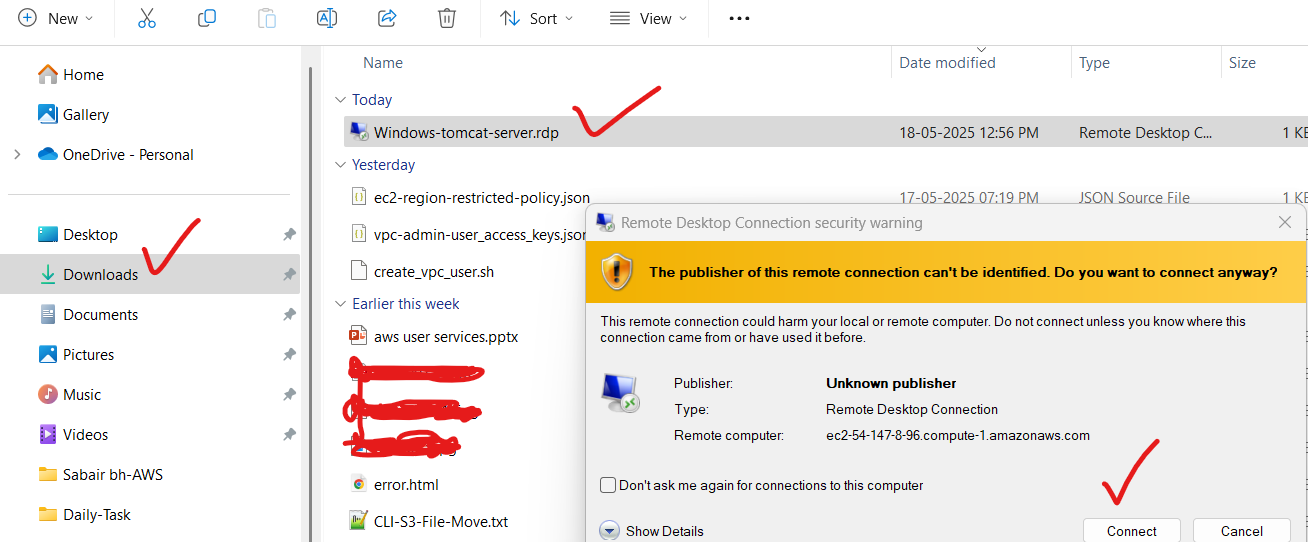 New
Sort
View
Home
Gallery
OneDrive - Personal
Desktop
Downloads
Documents
Pictures
Music
Videos
Sabair bh-AWS
Daily-Task
Name Date modified Type Size
Today
Windows-tomcat-server.rdp 18-05-2025 12:56 PM Remote Desktop C... 1 KB
Yesterday
ec2-region-restricted-policy.json 17-05-2025 07:19 PM JSON Source File 1 KB
vpc-admin-user_access_keys.json
create_vpc_user.sh
Earlier this week
aws user services.pptx
error.html
CLI-S3-File-Move.txt
Remote Desktop Connection security warning
The publisher of this remote connection can't be identified. Do you want to connect anyway?
This remote connection could harm your local or remote computer. Do not connect unless you know where this
connection came from or have used it before.
Publisher: Unknown publisher
Type: Remote Desktop Connection
Remote computer: ec2-54-147-8-96.compute-1.amazonaws.com
Don't ask me again for connections to this computer
Show Details
Connect
Cancel